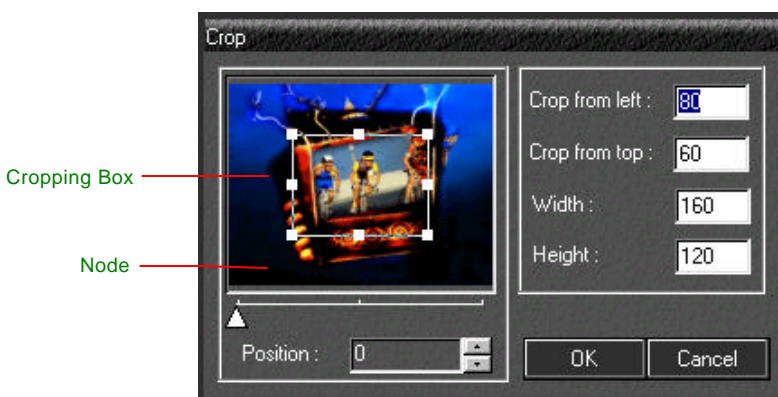 Crop
Cropping Box
Node
Crop from left : 80
Crop from top : 60
Width : 160
Height : 120
Position : 0
OK
Cancel